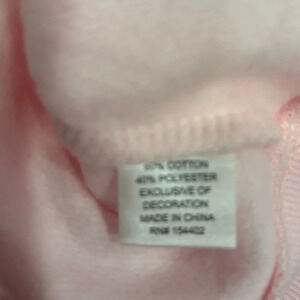 60% COTTON
40% POLYESTER
EXCLUSIVE OF
DECORATION
MADE IN CHINA
RN# 154402